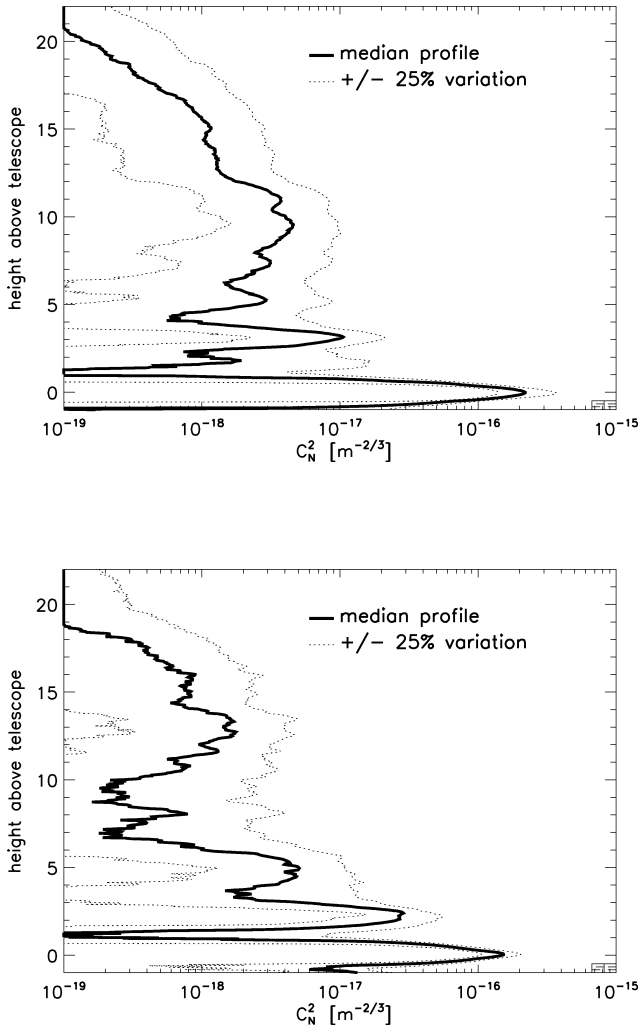 20
15
10
5
0
height above telescope
median profile
+/− 25% variation
10⁻¹⁹ 10⁻¹⁸ 10⁻¹⁷ 10⁻¹⁶ 10⁻¹⁵
C_N^2 [m^−2/3]
20
15
10
5
0
height above telescope
median profile
+/− 25% variation
10⁻¹⁹ 10⁻¹⁸ 10⁻¹⁷ 10⁻¹⁶ 10⁻¹⁵
C_N^2 [m^−2/3]